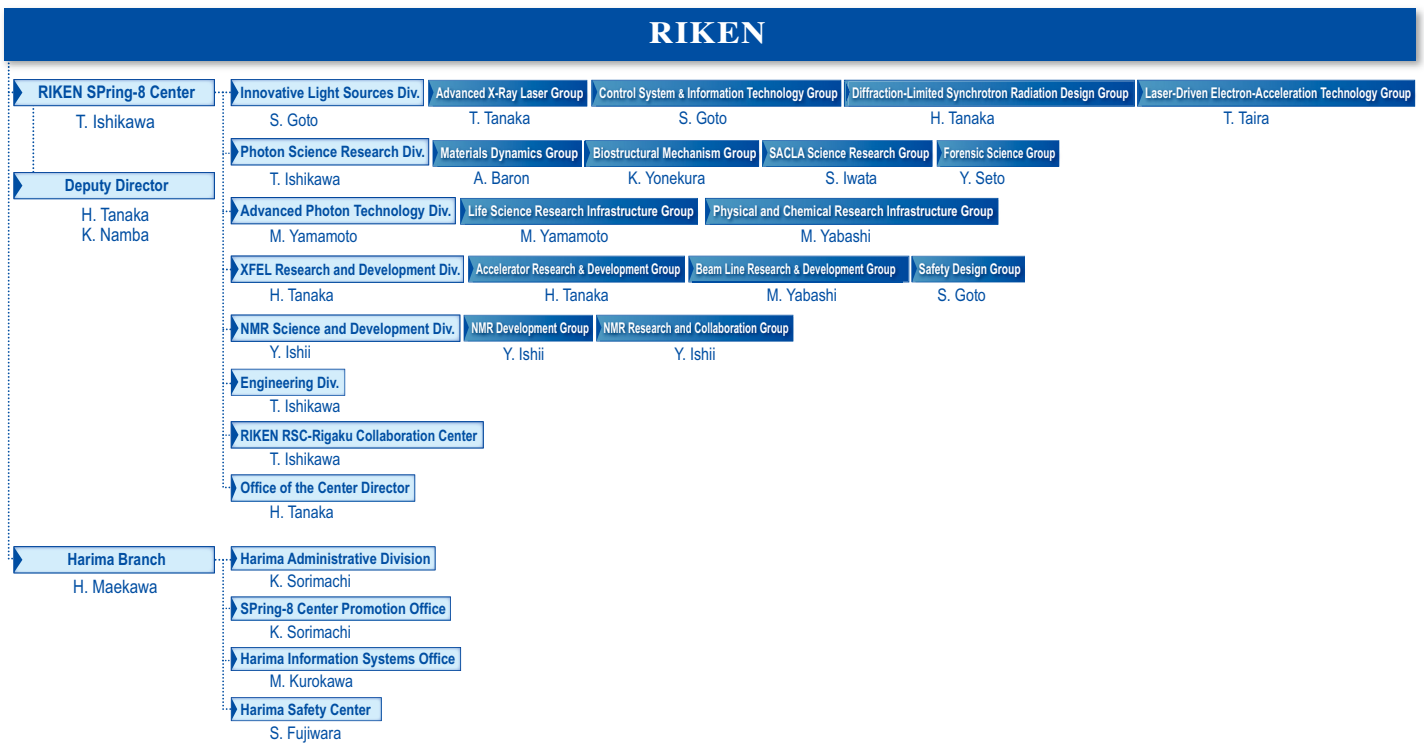 RIKEN
RIKEN SPring-8 Center
T. Ishikawa
Deputy Director
H. Tanaka
K. Namba
Innovative Light Sources Div. Advanced X-Ray Laser Group Control System & Information Technology Group Diffraction-Limited Synchrotron Radiation Design Group Laser-Driven Electron-Acceleration Technology Group
S. Goto T. Tanaka S. Goto H. Tanaka T. Taira
Photon Science Research Div. Materials Dynamics Group Biostructural Mechanism Group SACLA Science Research Group Forensic Science Group
T. Ishikawa A. Baron K. Yonekura S. Iwata Y. Seto
Advanced Photon Technology Div. Life Science Research Infrastructure Group Physical and Chemical Research Infrastructure Group
M. Yamamoto M. Yamamoto M. Yabashi
XFEL Research and Development Div. Accelerator Research & Development Group Beam Line Research & Development Group Safety Design Group
H. Tanaka H. Tanaka M. Yabashi S. Goto
NMR Science and Development Div. NMR Development Group NMR Research and Collaboration Group
Y. Ishii Y. Ishii Y. Ishii
Engineering Div.
T. Ishikawa
RIKEN RSC-Rigaku Collaboration Center
T. Ishikawa
Office of the Center Director
H. Tanaka
Harima Branch
H. Maekawa
Harima Administrative Division
K. Sorimachi
SPring-8 Center Promotion Office
K. Sorimachi
Harima Information Systems Office
M. Kurokawa
Harima Safety Center
S. Fujiwara